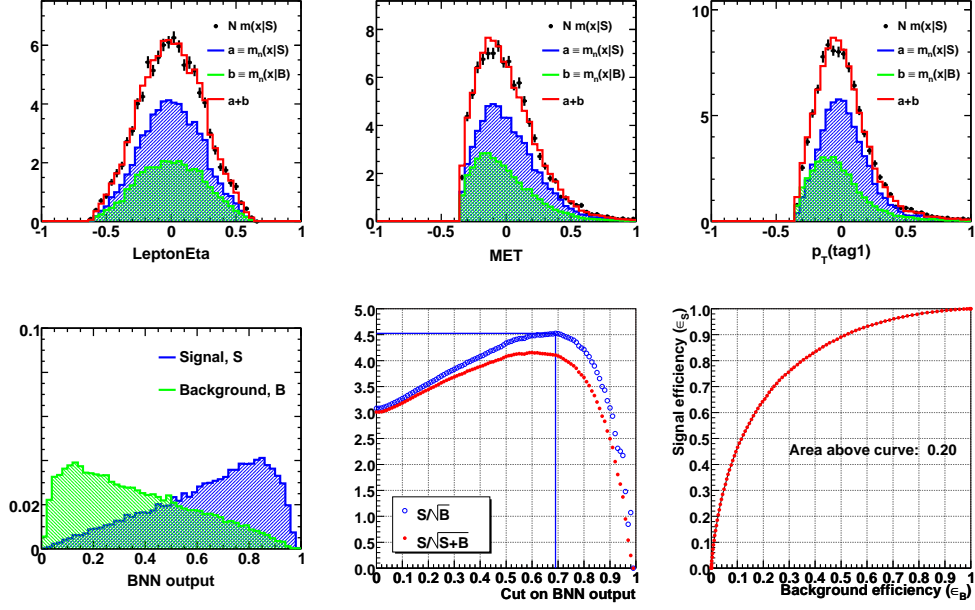 6
4
2
0
-1 -0.5 0 0.5 1
LeptonEta
N m(x|S)
a ≡ m_n(x|S)
b ≡ m_n(x|B)
a+b
8
6
4
2
0
-1 -0.5 0 0.5 1
MET
N m(x|S)
a ≡ m_n(x|S)
b ≡ m_n(x|B)
a+b
10
5
0
-1 -0.5 0 0.5 1
p_T(tag1)
N m(x|S)
a ≡ m_n(x|S)
b ≡ m_n(x|B)
a+b
0.1
0.02
0
0 0.2 0.4 0.6 0.8 1
BNN output
Signal, S
Background, B
5.0
4.5
4.0
3.5
3.0
2.5
2.0
1.5
1.0
0.5
0.0
0 0.1 0.2 0.3 0.4 0.5 0.6 0.7 0.8 0.9 1
Cut on BNN output
S/√B
S/√S+B
Signal efficiency (ϵ_S)
1.0
0.9
0.8
0.7
0.6
0.5
0.4
0.3
0.2
0.1
0.0
0 0.1 0.2 0.3 0.4 0.5 0.6 0.7 0.8 0.9 1
Background efficiency (ϵ_B)
Area above curve: 0.20